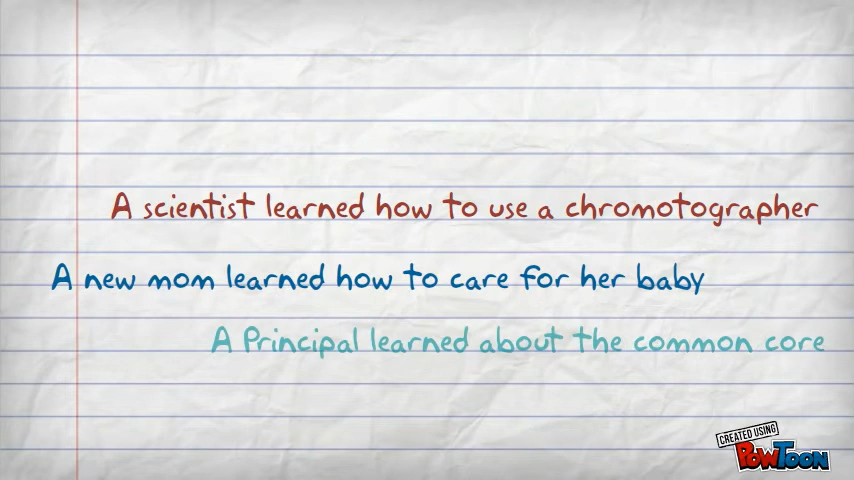 A scientist learned how to use a chromotographer
A new mom learned how to care for her baby
A Principal learned about the common core
CREATED USING
POWTOON